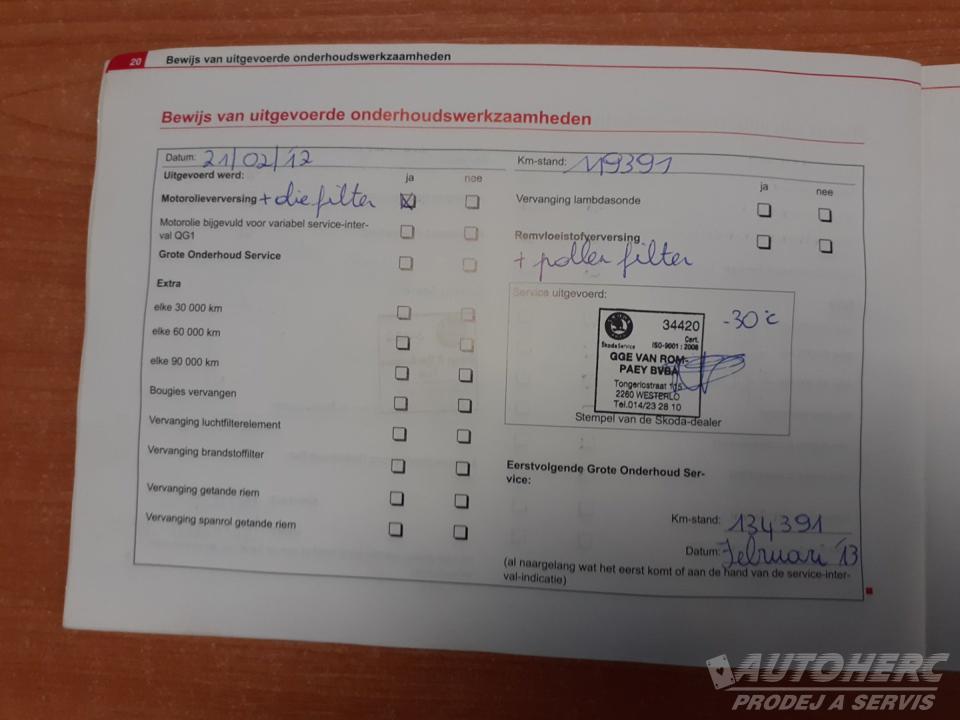 20 Bewijs van uitgevoerde onderhoudswerkzaamheden
Bewijs van uitgevoerde onderhoudswerkzaamheden
Datum: 21/02/12
Uitgevoerd werd: ja nee
Motorolieverversing + oliefilter
Motorolie bijgevuld voor variabel service-inter-
val QG1
Grote Onderhoud Service
Extra
elke 30 000 km
elke 60 000 km
elke 90 000 km
Bougies vervangen
Vervanging luchtfilterelement
Vervanging brandstoffilter
Vervanging getande riem
Vervanging spanrol getande riem
Km-stand: 119391
ja nee
Vervanging lambdasonde
Remvloeistofverversing
+ pollen filter
Service uitgevoerd:
34420
Cert.
SkodaService ISO-9001 : 2008
GGE VAN ROM-
PAEY BVBA
Tongerlostraat 115
2260 WESTERLO
Tel.014/23 28 10
-30°c
Stempel van de Skoda-dealer
Eerstvolgende Grote Onderhoud Ser-
vice:
Km-stand: 134391
Datum: Februari '13
(al naargelang wat het eerst komt of aan de hand van de service-inter-
val-indicatie)
AUTOHERC
PRODEJ A SERVIS